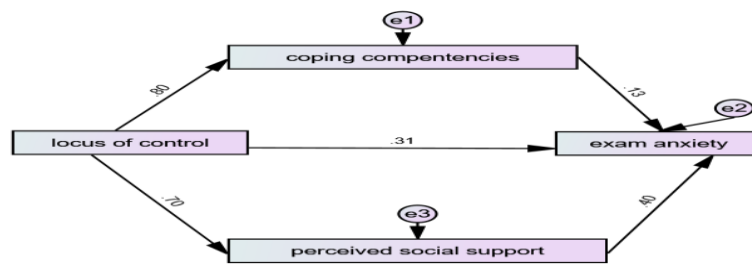 e1
coping compentencies
.80
.13
e2
locus of control
.31
exam anxiety
.70
e3
.40
perceived social support